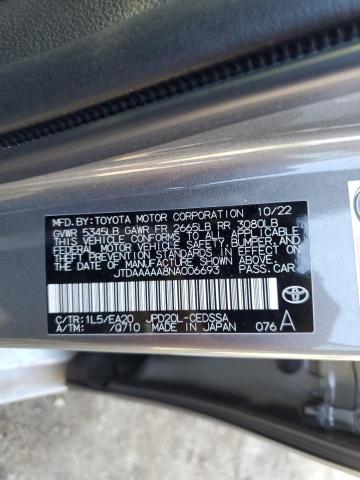 MFD.BY: TOYOTA MOTOR CORPORATION 10/22
GVWR 5345LB GAWR FR 2665LB RR 3080LB
THIS VEHICLE CONFORMS TO ALL APPLICABLE
FEDERAL MOTOR VEHICLE SAFETY, BUMPER, AND
THEFT PREVENTION STANDARDS IN EFFECT ON
THE DATE OF MANUFACTURE SHOWN ABOVE.
JTDAAAAA8NA006693 PASS.CAR
C/TR:1L5/EA20 JPD20L-CEDSSA
A/TM: /Q710 MADE IN JAPAN 076 A